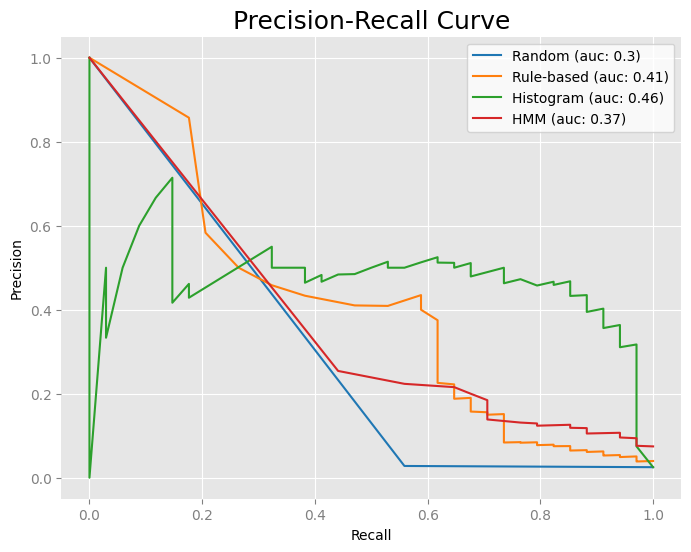 Precision-Recall Curve
Random (auc: 0.3)
Rule-based (auc: 0.41)
Histogram (auc: 0.46)
HMM (auc: 0.37)
Precision
1.0
0.8
0.6
0.4
0.2
0.0
0.0 0.2 0.4 0.6 0.8 1.0
Recall